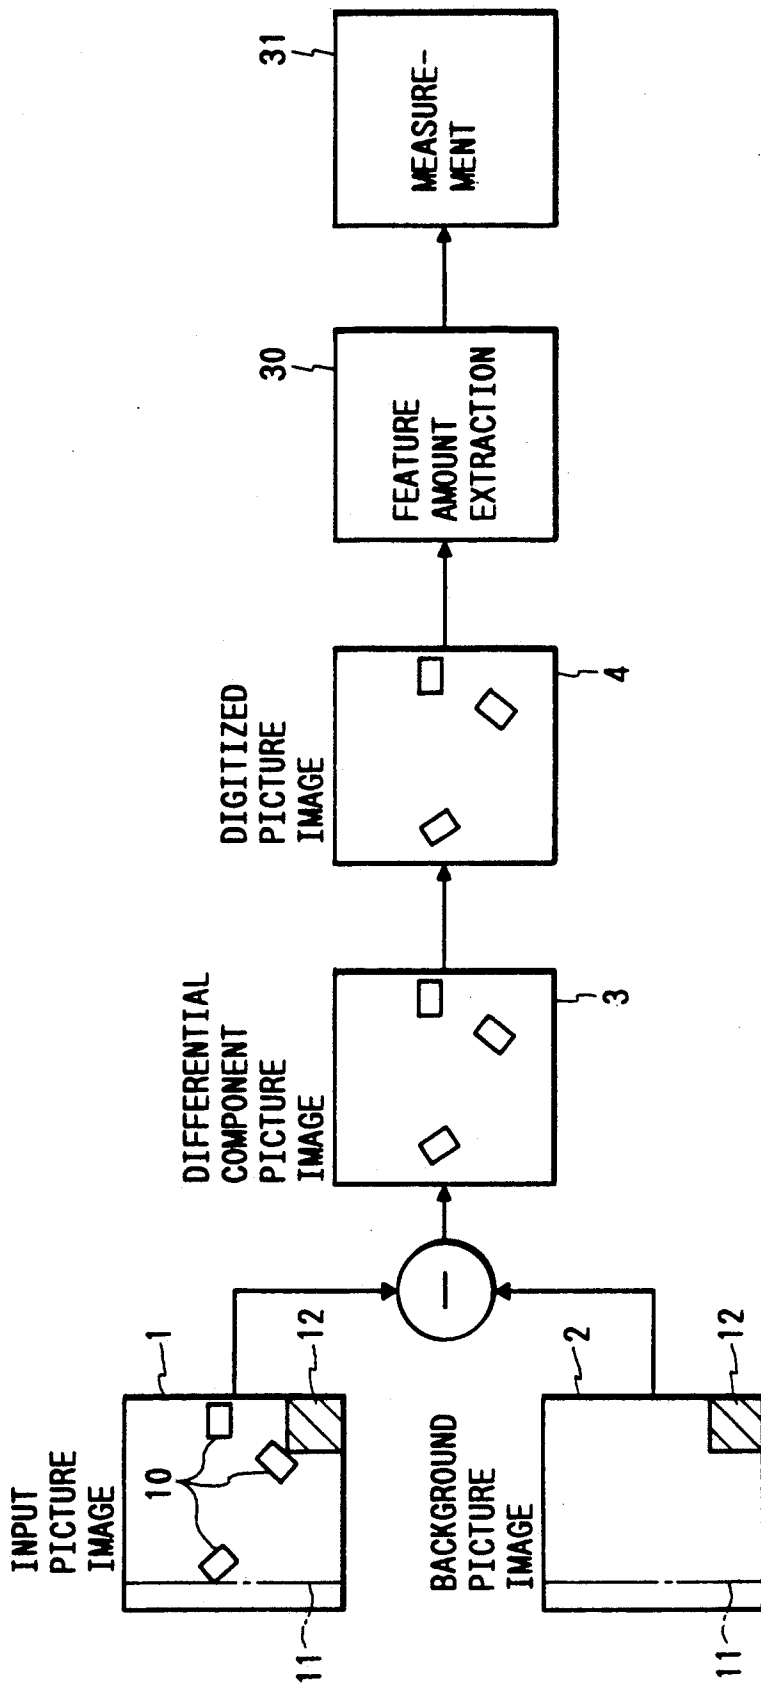 INPUT
PICTURE
IMAGE
1
10
11
12
BACKGROUND
PICTURE
IMAGE
2
11
12
—
DIFFERENTIAL
COMPONENT
PICTURE
IMAGE
3
DIGITIZED
PICTURE
IMAGE
4
30
FEATURE
AMOUNT
EXTRACTION
31
MEASURE-
MENT